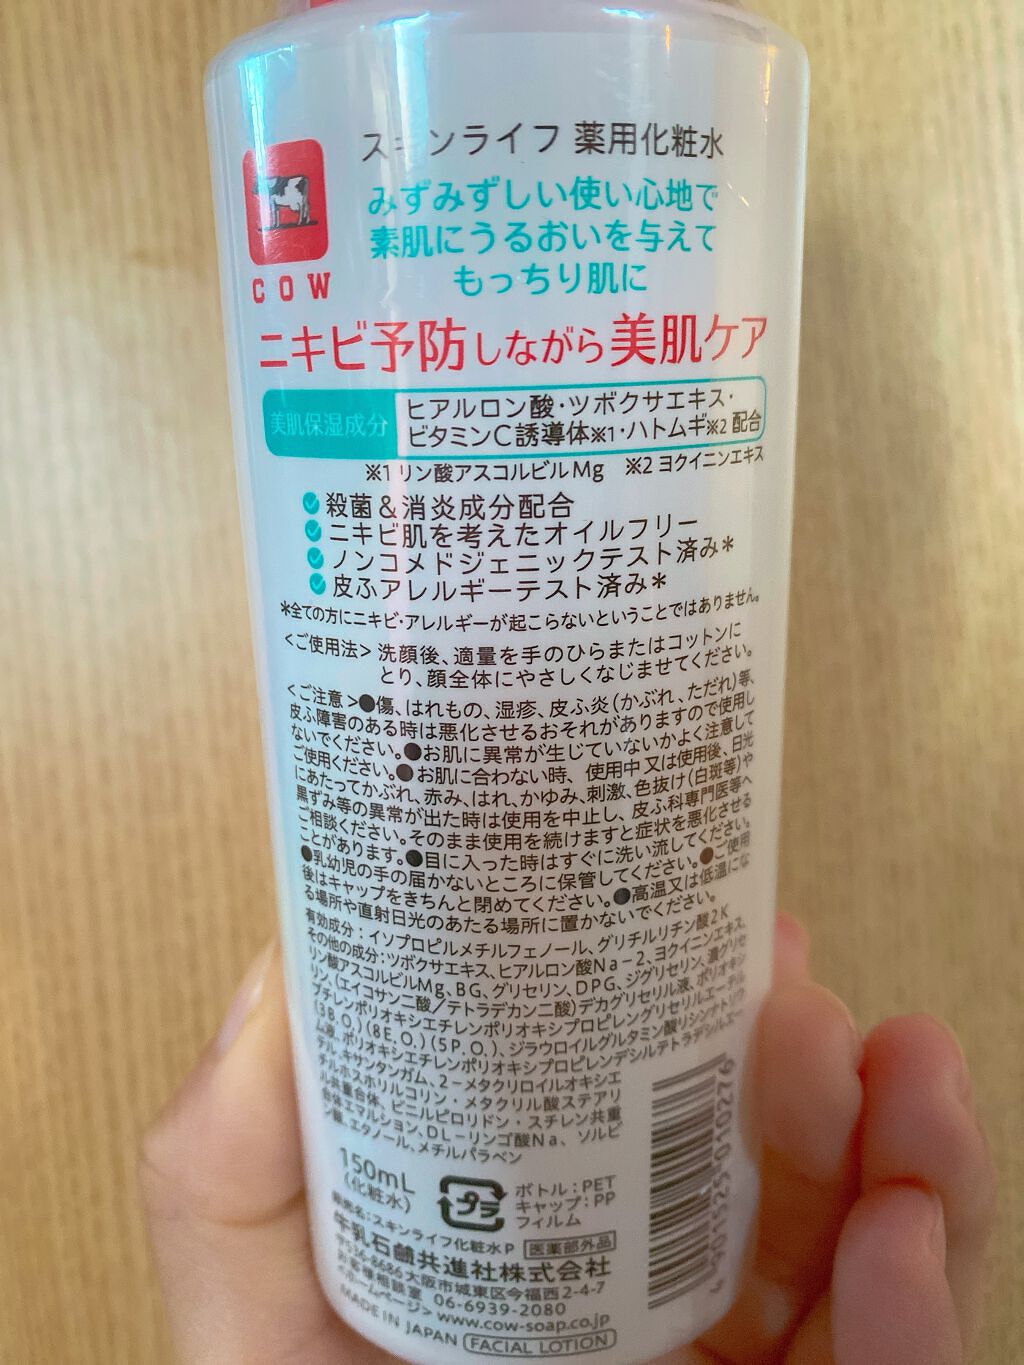 スキンライフ 薬用化粧水
COW
みずみずしい使い心地で
素肌にうるおいを与えて
もっちり肌に
ニキビ予防しながら美肌ケア
美肌保湿成分
ヒアルロン酸・ツボクサエキス・
ビタミンC誘導体※1・ハトムギ※2 配合
※1 リン酸アスコルビルMg ※2 ヨクイニンエキス
殺菌&消炎成分配合
ニキビ肌を考えたオイルフリー
ノンコメドジェニックテスト済み*
皮ふアレルギーテスト済み*
*全ての方にニキビ・アレルギーが起こらないということではありません。
<ご使用法> 洗顔後、適量を手のひらまたはコットンに
とり、顔全体にやさしくなじませてください。
<ご注意>●傷、はれもの、湿疹、皮ふ炎(かぶれ、ただれ)等、
皮ふ障害のある時は悪化させるおそれがありますので使用し
ないでください。●お肌に異常が生じていないかよく注意して
ご使用ください。●お肌に合わない時、使用中又は使用後、日光
にあたってかぶれ、赤み、はれ、かゆみ、刺激、色抜け(白斑等)や
黒ずみ等の異常が出た時は使用を中止し、皮ふ科専門医等へ
ご相談ください。そのまま使用を続けますと症状を悪化させる
ことがあります。●目に入った時はすぐに洗い流してください。
●乳幼児の手の届かないところに保管してください。●ご使用
後はキャップをきちんと閉めてください。●高温又は低温にな
る場所や直射日光のあたる場所に置かないでください。
有効成分:イソプロピルメチルフェノール、グリチルリチン酸2K
その他の成分:ツボクサエキス、ヒアルロン酸Na-2、ヨクイニンエキス、
リン酸アスコルビルMg、BG、グリセリン、DPG、ジグリセリン、濃グリセ
リン、(エイコサン二酸/テトラデカン二酸)デカグリセリル液、ポリオキシ
プチレンポリオキシエチレンポリオキシプロピレングリセリルエーテル
(3B.O.)(8E.O.)(5P.O.)、ジラウロイルグルタミン酸リシンナトリウ
ム液、ポリオキシエチレンポリオキシプロピレンデシルテトラデシルエー
テル、キサンタンガム、2-メタクリロイルオキシエ
チルホスホリルコリン・メタクリル酸ステアリ
ル共重合体、ビニルピロリドン・スチレン共重
合体エマルション、DL-リンゴ酸Na、ソルビ
ン酸、エタノール、メチルパラベン
150mL
(化粧水)
プラ
ボトル:PET
キャップ:PP
フィルム
販売名:スキンライフ化粧水P 医薬部外品
牛乳石鹸共進社株式会社
〒536-8686 大阪市城東区今福西2-4-7
お客様相談室 06-6939-2080
<ホームページ> www.cow-soap.co.jp
MADE IN JAPAN FACIAL LOTION
4 901525 010276